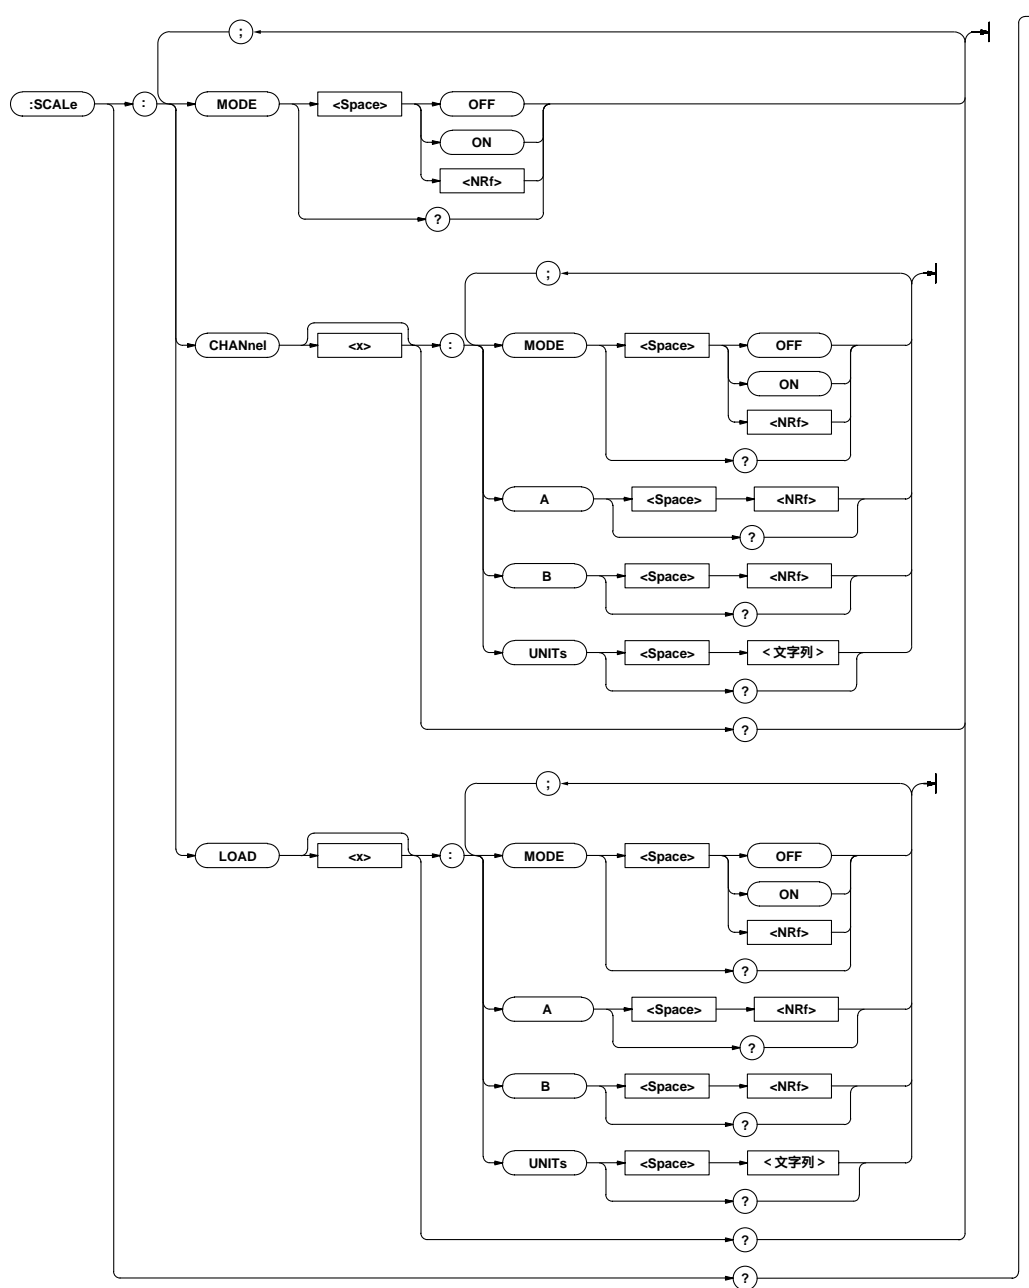 ;
:SCALe : MODE <Space> OFF
ON
<NRf>
?
;
CHANnel <x> : MODE <Space> OFF
ON
<NRf>
?
A <Space> <NRf>
?
B <Space> <NRf>
?
UNITs <Space> <文字列>
?
?
;
LOAD <x> : MODE <Space> OFF
ON
<NRf>
?
A <Space> <NRf>
?
B <Space> <NRf>
?
UNITs <Space> <文字列>
?
?
?